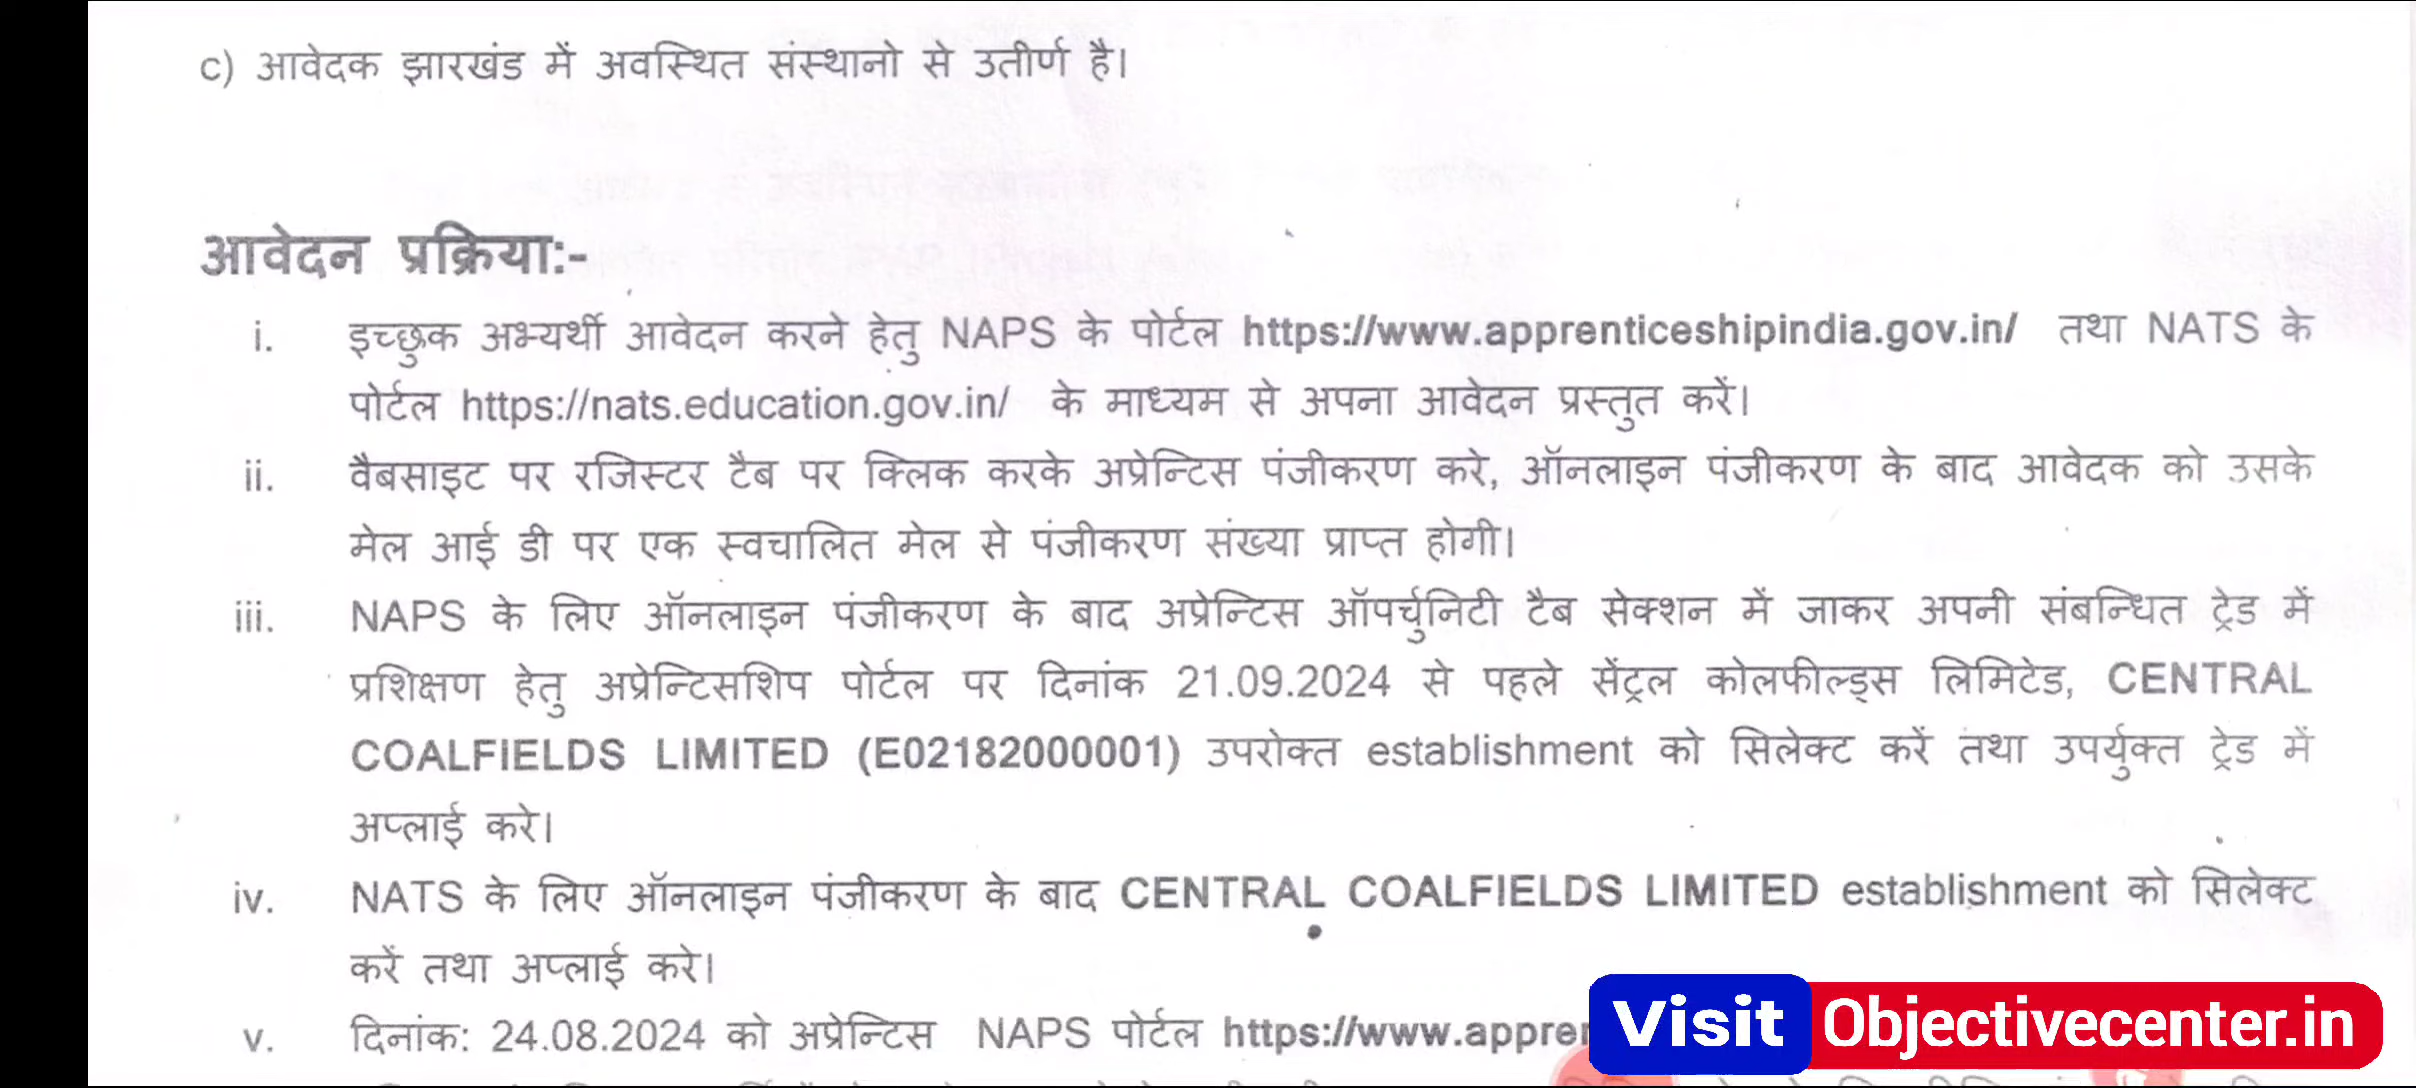 c) आवेदक झारखंड में अवस्थित संस्थानो से उतीर्ण है।
आवेदन प्रक्रिया:-
i. इच्छुक अभ्यर्थी आवेदन करने हेतु NAPS के पोर्टल https://www.apprenticeshipindia.gov.in/ तथा NATS के
पोर्टल https://nats.education.gov.in/ के माध्यम से अपना आवेदन प्रस्तुत करें।
ii. वैबसाइट पर रजिस्टर टैब पर क्लिक करके अप्रेन्टिस पंजीकरण करे, ऑनलाइन पंजीकरण के बाद आवेदक को उसके
मेल आई डी पर एक स्वचालित मेल से पंजीकरण संख्या प्राप्त होगी।
iii. NAPS के लिए ऑनलाइन पंजीकरण के बाद अप्रेन्टिस ऑपर्चुनिटी टैब सेक्शन में जाकर अपनी संबन्धित ट्रेड में
प्रशिक्षण हेतु अप्रेन्टिसशिप पोर्टल पर दिनांक 21.09.2024 से पहले सेंट्रल कोलफील्ड्स लिमिटेड, CENTRAL
COALFIELDS LIMITED (E02182000001) उपरोक्त establishment को सिलेक्ट करें तथा उपर्युक्त ट्रेड में
अप्लाई करे।
iv. NATS के लिए ऑनलाइन पंजीकरण के बाद CENTRAL COALFIELDS LIMITED establishment को सिलेक्ट
करें तथा अप्लाई करे।
v. दिनांक: 24.08.2024 को अप्रेन्टिस NAPS पोर्टल https://www.appren
Visit Objectivecenter.in